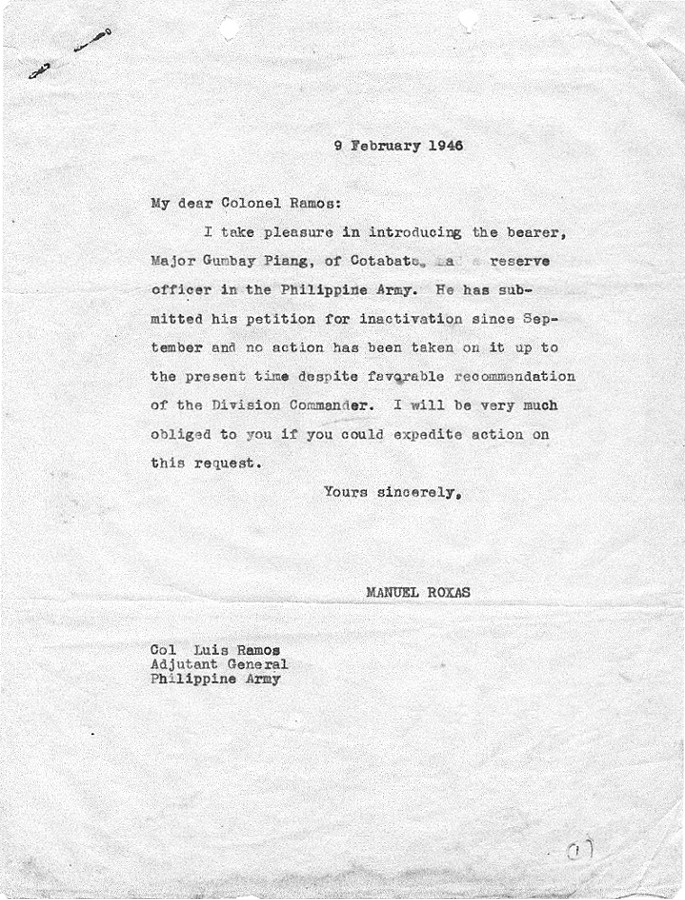 9 February 1946
My dear Colonel Ramos:
I take pleasure in introducing the bearer,
Major Gumbay Piang, of Cotabato, a reserve
officer in the Philippine Army. He has sub-
mitted his petition for inactivation since Sep-
tember and no action has been taken on it up to
the present time despite favorable recommendation
of the Division Commander. I will be very much
obliged to you if you could expedite action on
this request.
Yours sincerely,
MANUEL ROXAS
Col Luis Ramos
Adjutant General
Philippine Army